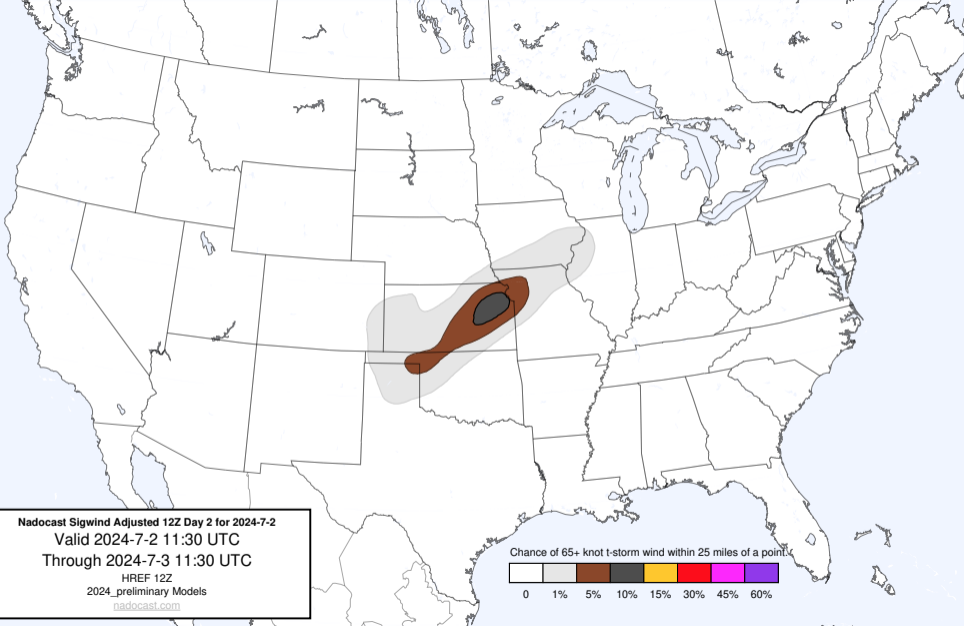 Nadocast Sigwind Adjusted 12Z Day 2 for 2024-7-2
Valid 2024-7-2 11:30 UTC
Through 2024-7-3 11:30 UTC
HREF 12Z
2024_preliminary Models
nadocast.com
Chance of 65+ knot t-storm wind within 25 miles of a point.
0 1% 5% 10% 15% 30% 45% 60%